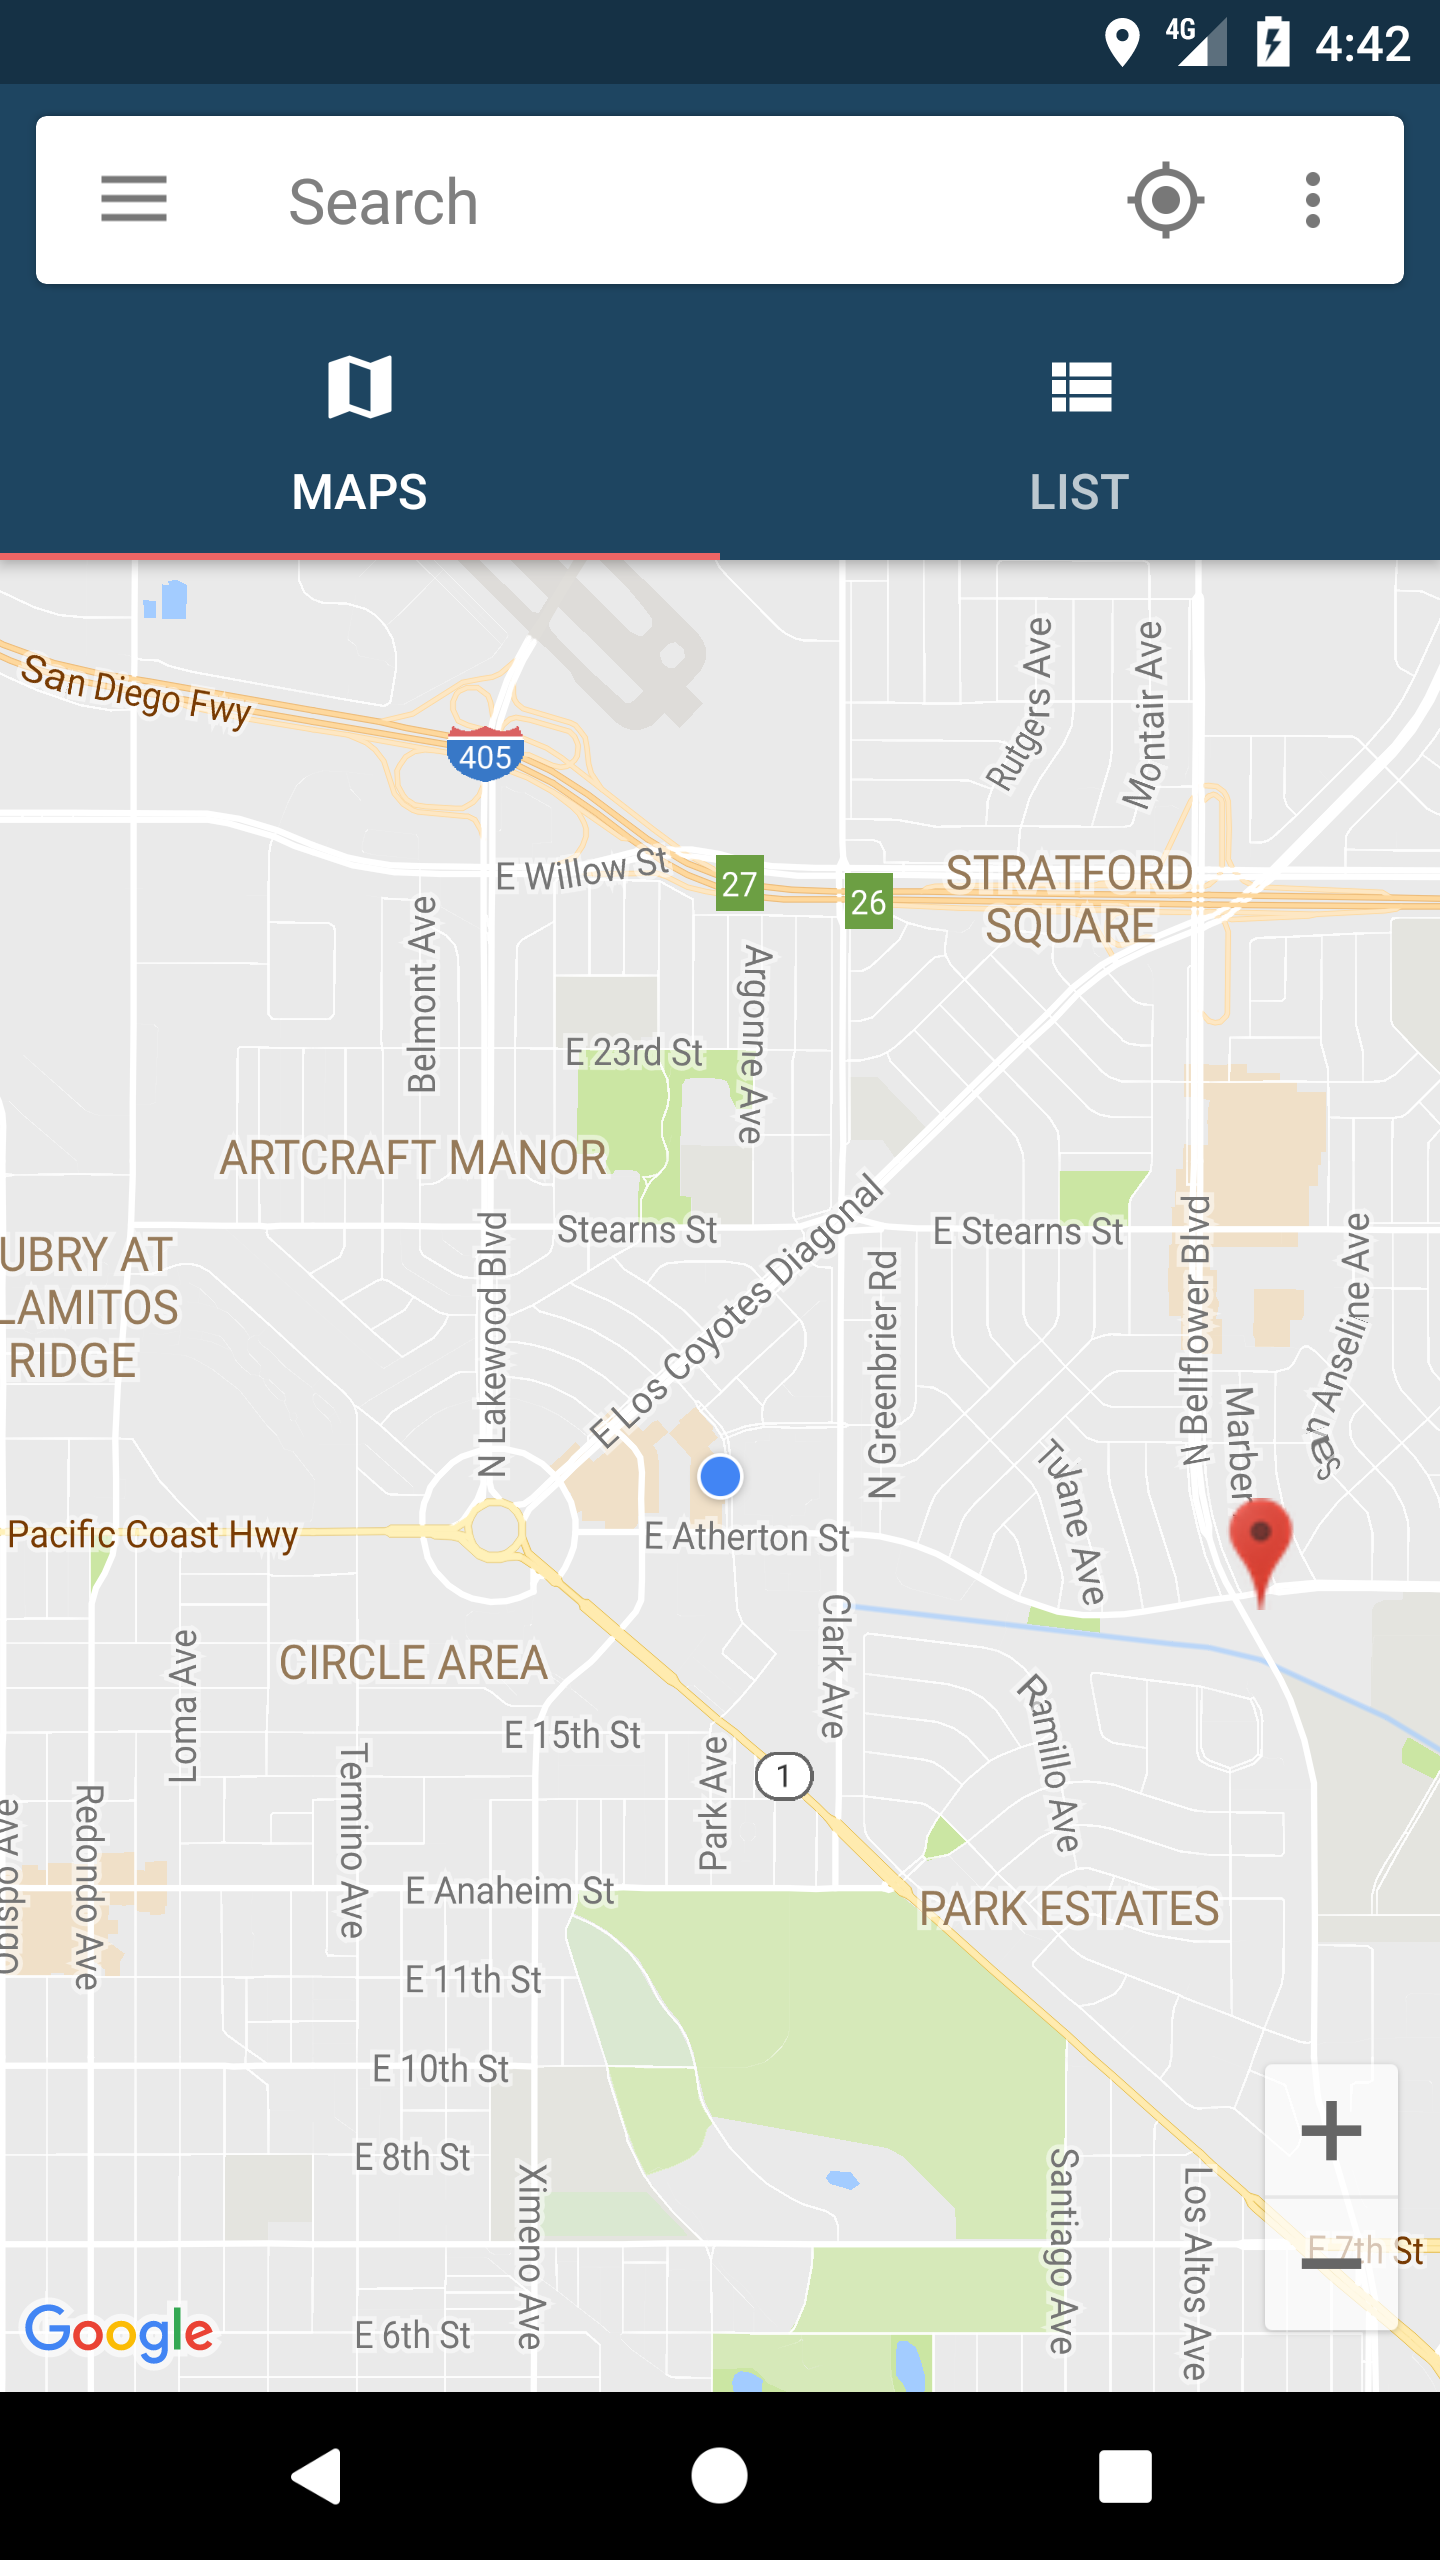 4G 4:42
Search
MAPS
LIST
San Diego Fwy
405
Rutgers Ave
Montair Ave
E Willow St
27
26
STRATFORD
SQUARE
Belmont Ave
Argonne Ave
E 23rd St
ARTCRAFT MANOR
Stearns St
E Stearns St
E Los Coyotes Diagonal
N Lakewood Blvd
N Greenbrier Rd
N Bellflower Blvd
UBRY AT
LAMITOS
RIDGE
Marber
Tulane Ave
Pacific Coast Hwy
E Atherton St
CIRCLE AREA
Clark Ave
Loma Ave
E 15th St
Park Ave
1
Ramillo Ave
Termino Ave
Redondo Ave
Obispo Ave
E Anaheim St
PARK ESTATES
E 11th St
E 10th St
E 8th St
Ximeno Ave
Santiago Ave
Los Altos Ave
E 7th St
E 6th St
Google